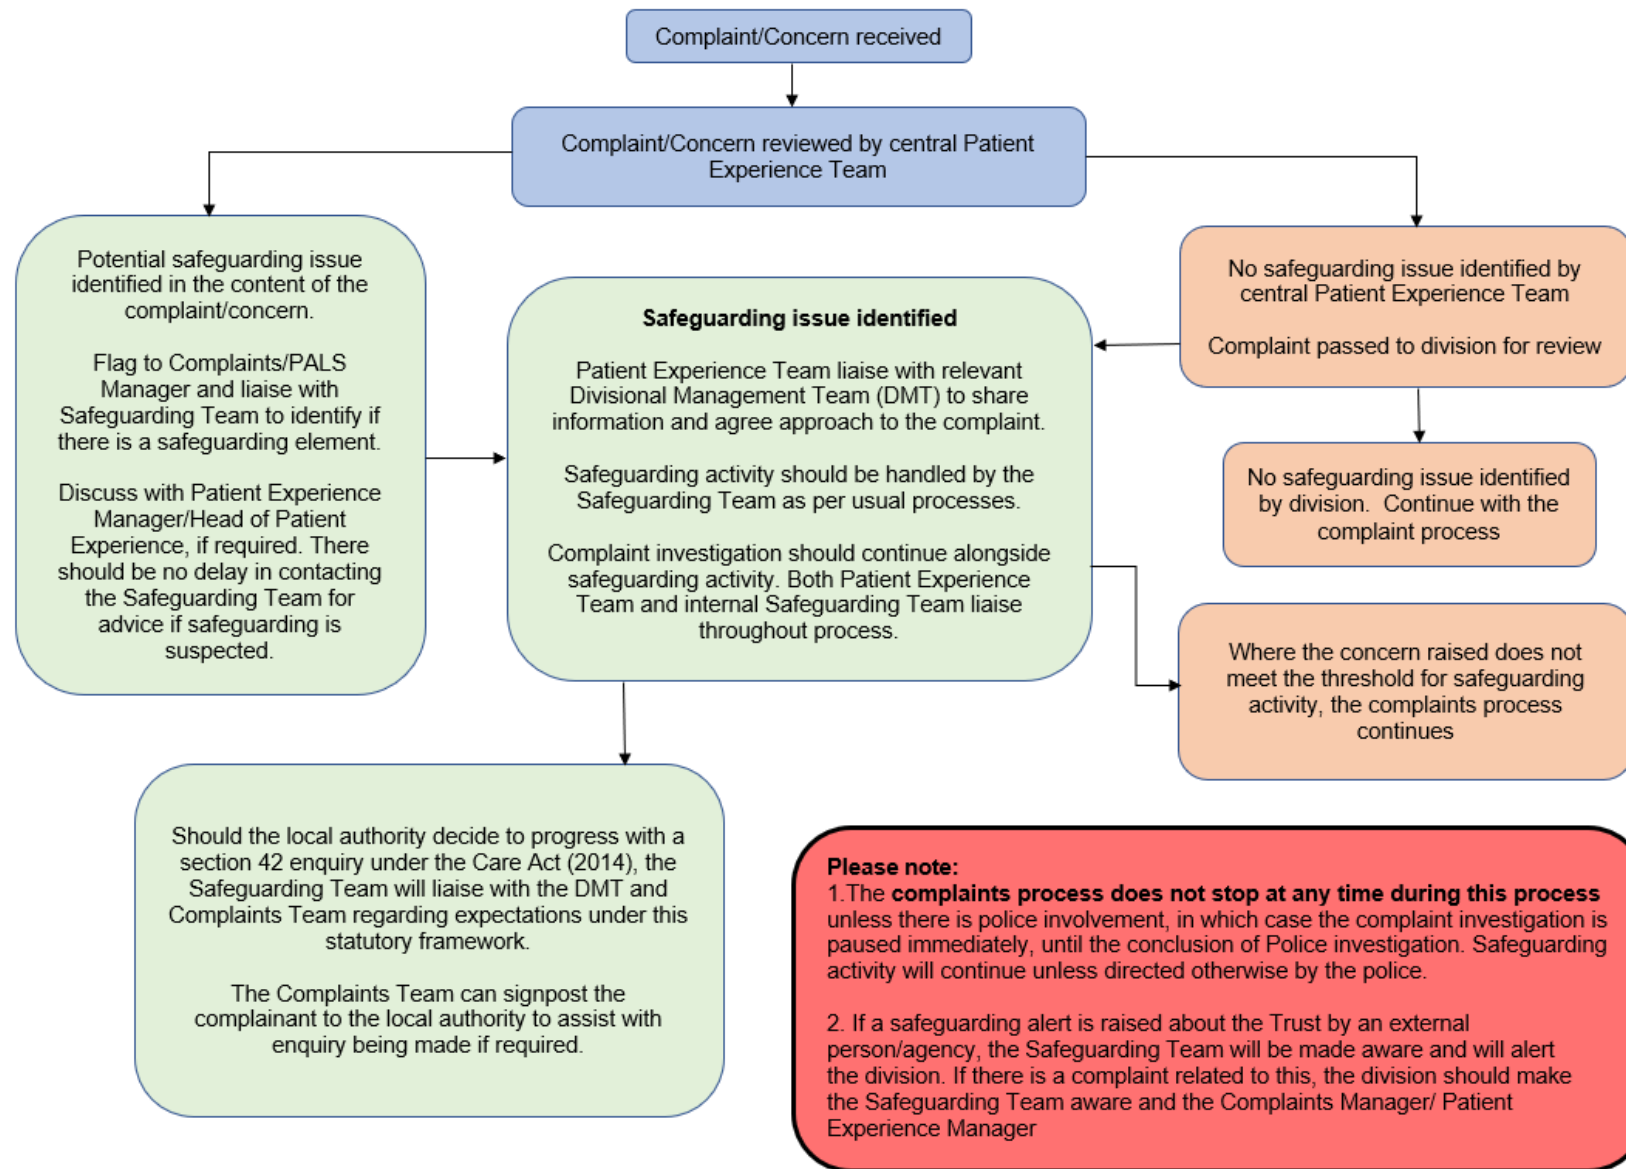 Complaint/Concern received
Complaint/Concern reviewed by central Patient
Experience Team
Potential safeguarding issue
identified in the content of the
complaint/concern.
Flag to Complaints/PALS
Manager and liaise with
Safeguarding Team to identify if
there is a safeguarding element.
Discuss with Patient Experience
Manager/Head of Patient
Experience, if required. There
should be no delay in contacting
the Safeguarding Team for
advice if safeguarding is
suspected.
Safeguarding issue identified
Patient Experience Team liaise with relevant
Divisional Management Team (DMT) to share
information and agree approach to the complaint.
Safeguarding activity should be handled by the
Safeguarding Team as per usual processes.
Complaint investigation should continue alongside
safeguarding activity. Both Patient Experience
Team and internal Safeguarding Team liaise
throughout process.
No safeguarding issue identified by
central Patient Experience Team
Complaint passed to division for review
No safeguarding issue identified
by division.  Continue with the
complaint process
Where the concern raised does not
meet the threshold for safeguarding
activity, the complaints process
continues
Should the local authority decide to progress with a
section 42 enquiry under the Care Act (2014), the
Safeguarding Team will liaise with the DMT and
Complaints Team regarding expectations under this
statutory framework.
The Complaints Team can signpost the
complainant to the local authority to assist with
enquiry being made if required.
Please note:
1.The complaints process does not stop at any time during this process
unless there is police involvement, in which case the complaint investigation is
paused immediately, until the conclusion of Police investigation. Safeguarding
activity will continue unless directed otherwise by the police.
2. If a safeguarding alert is raised about the Trust by an external
person/agency, the Safeguarding Team will be made aware and will alert
the division. If there is a complaint related to this, the division should make
the Safeguarding Team aware and the Complaints Manager/ Patient
Experience Manager